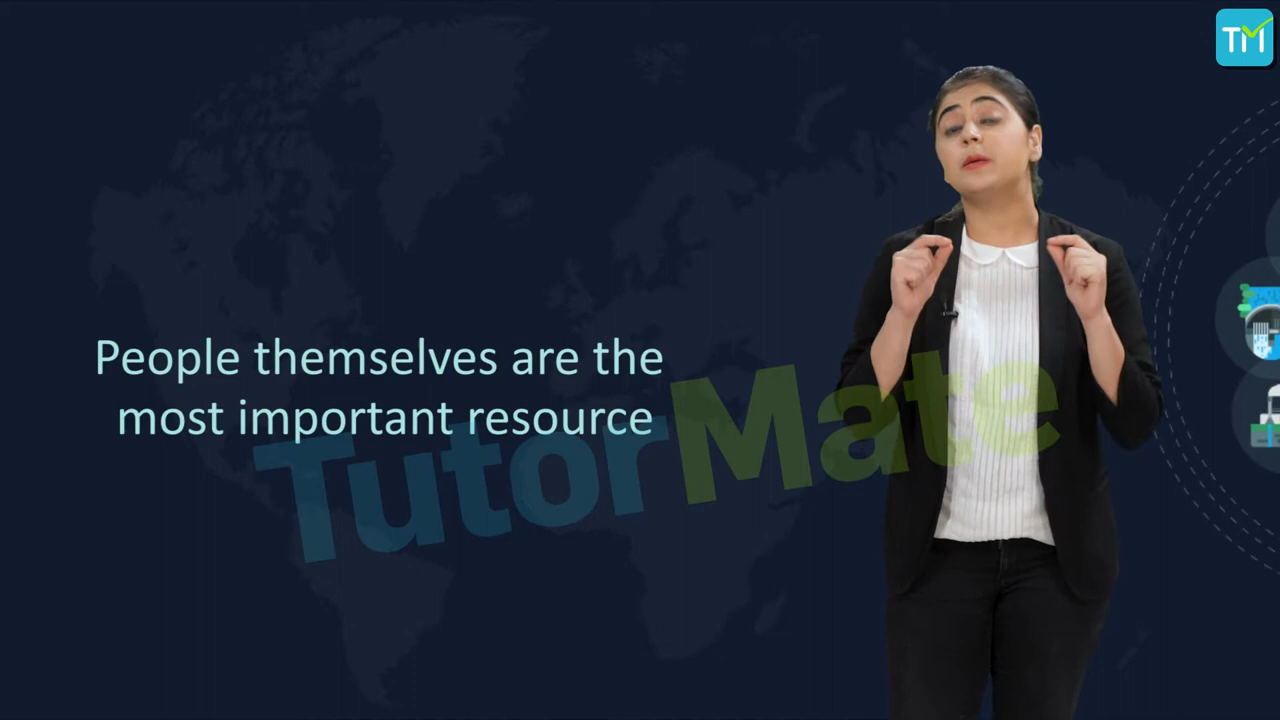 TM
People themselves are the
most important resource
TutorMate